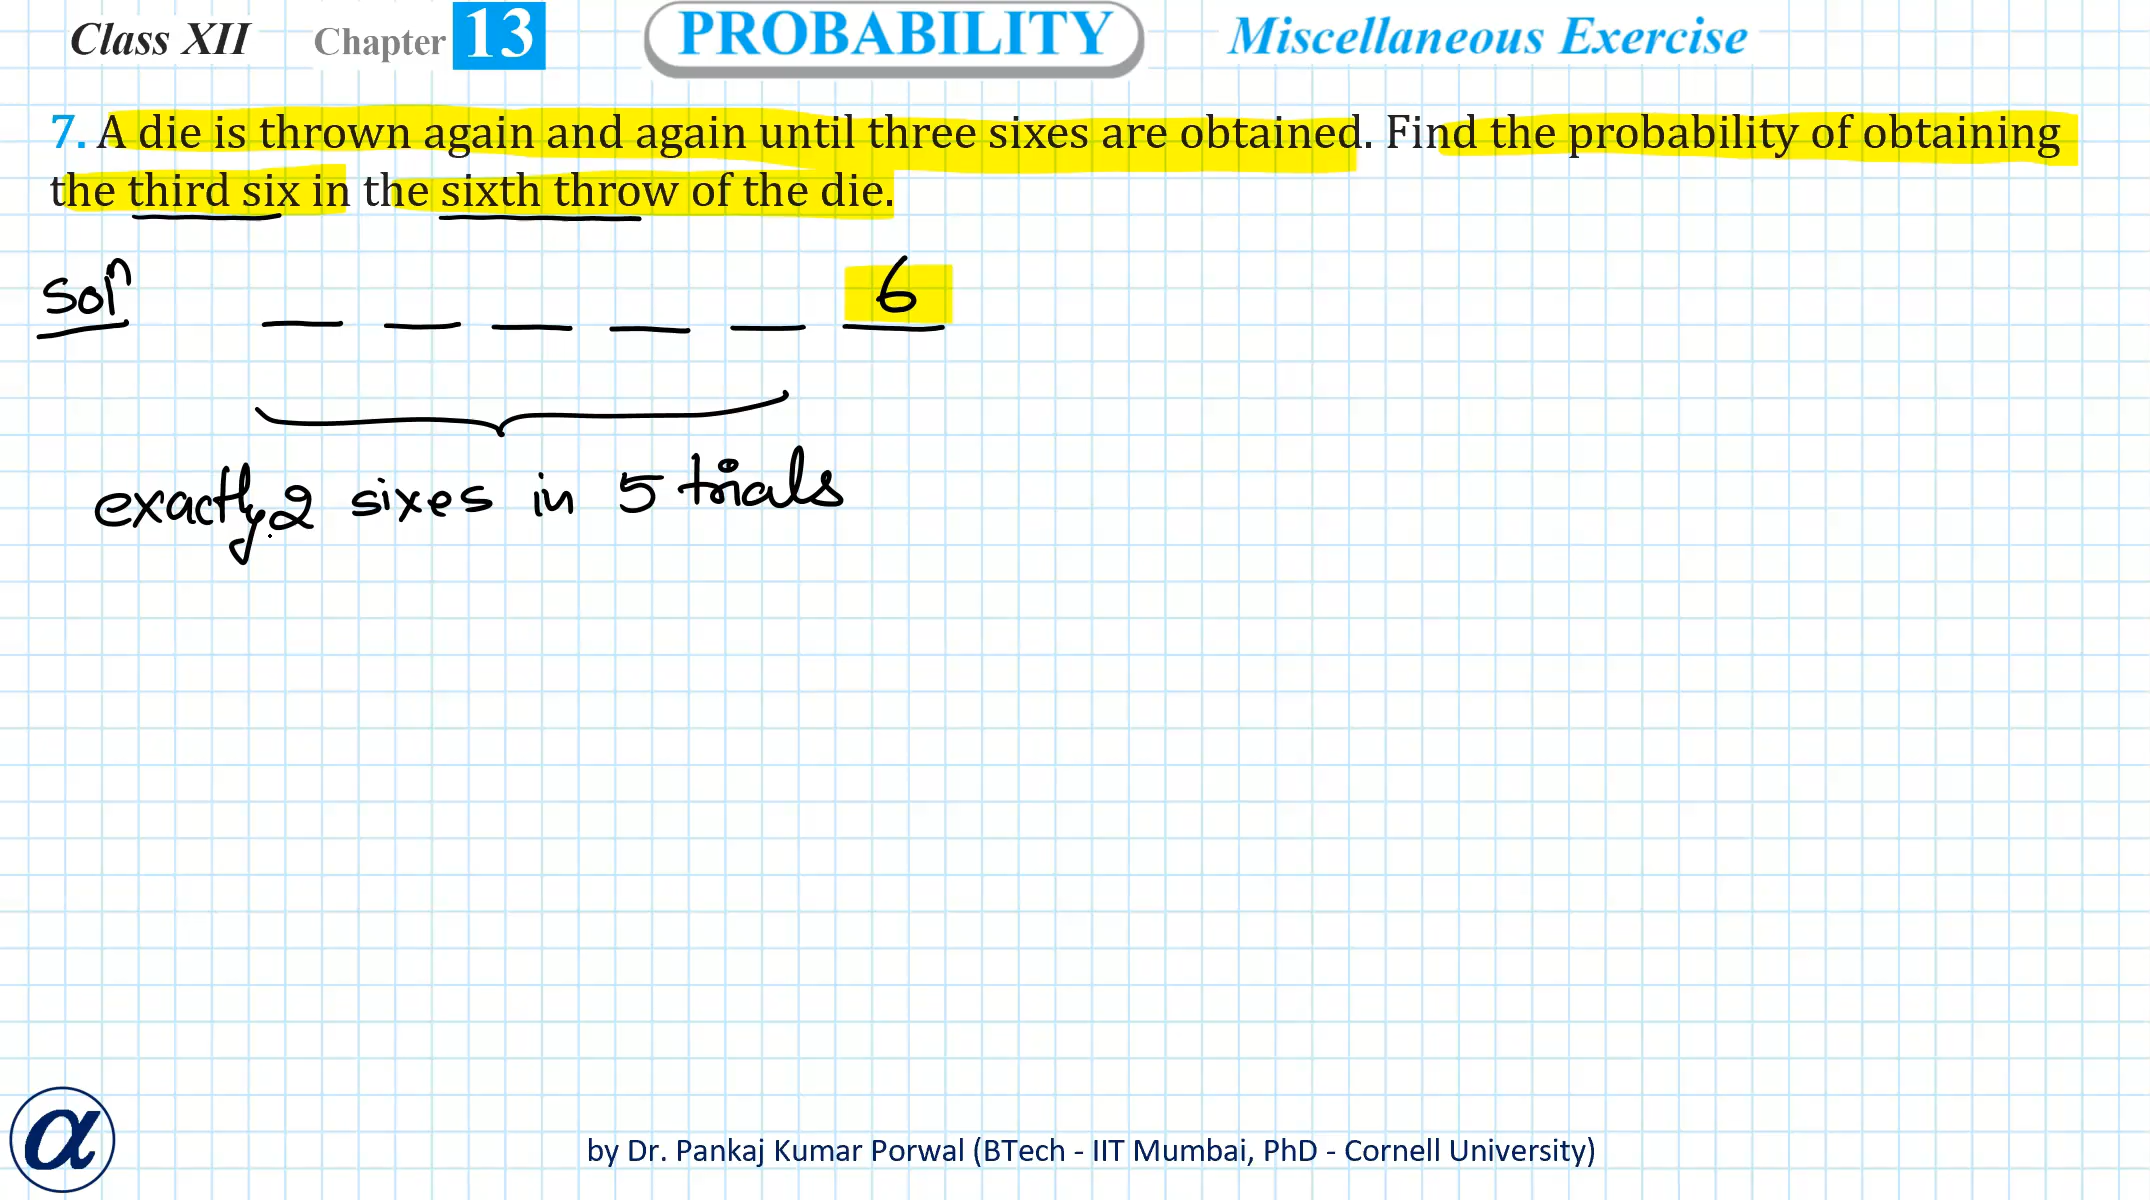 Class XII Chapter 13 PROBABILITY Miscellaneous Exercise
7. A die is thrown again and again until three sixes are obtained. Find the probability of obtaining
the third six in the sixth throw of the die.
Solⁿ 6
exactly 2 sixes in 5 trials
α
by Dr. Pankaj Kumar Porwal (BTech - IIT Mumbai, PhD - Cornell University)